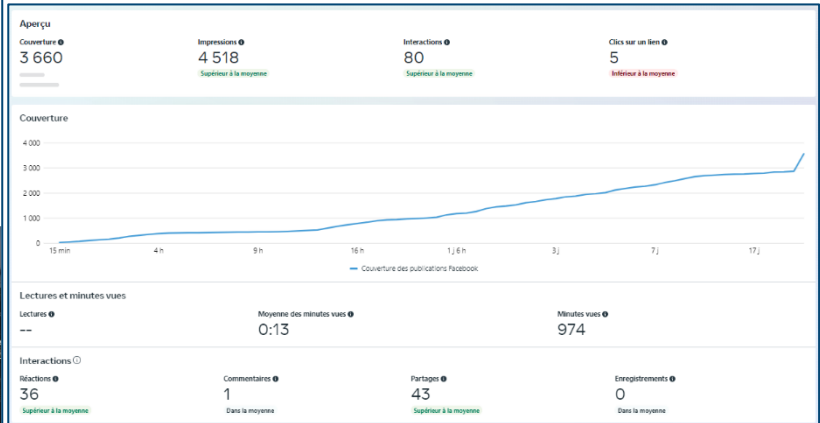 Aperçu
Couverture Impressions Interactions Clics sur un lien
3 660 4 518 80 5
Supérieur à la moyenne Supérieur à la moyenne Inférieur à la moyenne
Couverture
4 000
3 000
2 000
1 000
0
15 min 4 h 9 h 16 h 1 j 6 h 3 j 7 j 17 j
Couverture des publications Facebook
Lectures et minutes vues
Lectures Moyenne des minutes vues Minutes vues
-- 0:13 974
Interactions
Réactions Commentaires Partages Enregistrements
36 1 43 0
Supérieur à la moyenne Dans la moyenne Supérieur à la moyenne Dans la moyenne